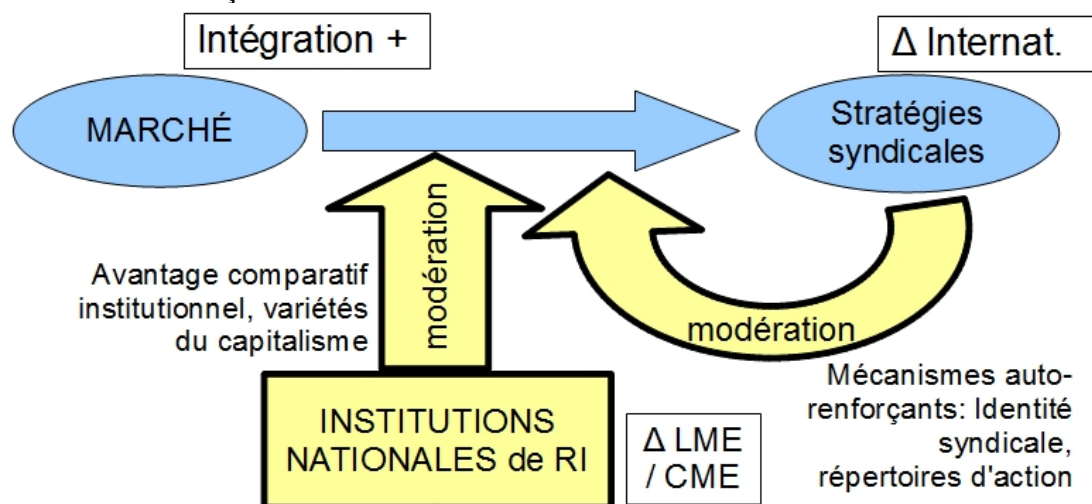 Intégration +
Δ Internat.
MARCHÉ
Stratégies
syndicales
modération
Avantage comparatif
institutionnel, variétés
du capitalisme
modération
Mécanismes auto-
renforçants: Identité
syndicale,
répertoires d'action
INSTITUTIONS
NATIONALES de RI
Δ LME
/ CME